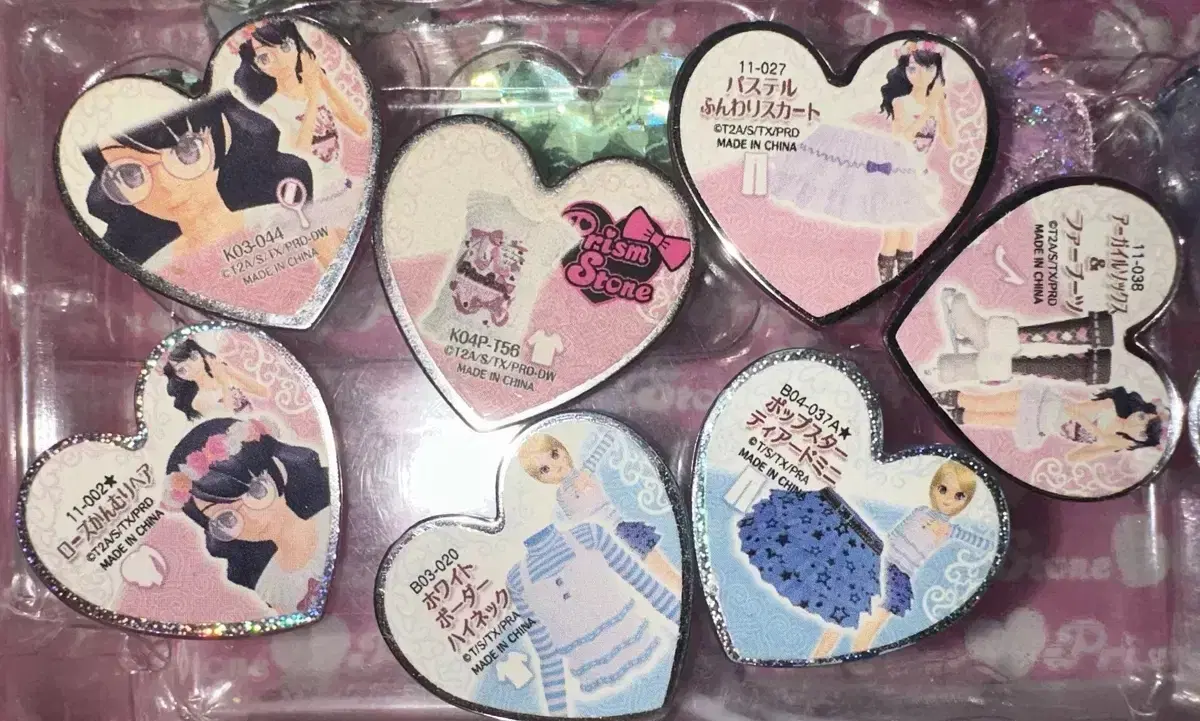 K03-044
©T2A/S/TX/PRD-DW
MADE IN CHINA
Prism
Stone
K04P-T56
©T2A/S/TX/PRD-DW
MADE IN CHINA
11-027
パステル
ふんわりスカート
©T2A/S/TX/PRD
MADE IN CHINA
11-038
アーガイルソックス
&
ファーブーツ
©T2A/S/TX/PRD
MADE IN CHINA
11-002★
ローズかんむりヘア
©T2A/S/TX/PRD
MADE IN CHINA
B03-020
ホワイト
ボーダー
ハイネック
©T/S/TX/PRA
MADE IN CHINA
B04-037A★
ポップスター
ティアードミニ
©T/S/TX/PRA
MADE IN CHINA